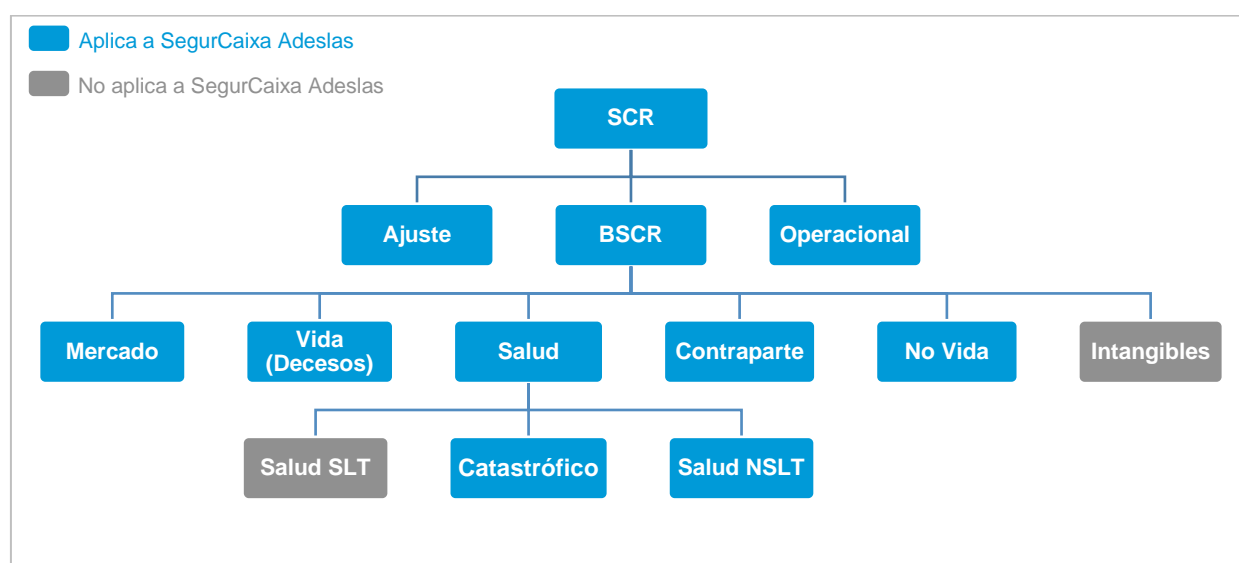 Aplica a SegurCaixa Adeslas
No aplica a SegurCaixa Adeslas
SCR
Ajuste
BSCR
Operacional
Mercado
Vida
(Decesos)
Salud
Contraparte
No Vida
Intangibles
Salud SLT
Catastrófico
Salud NSLT